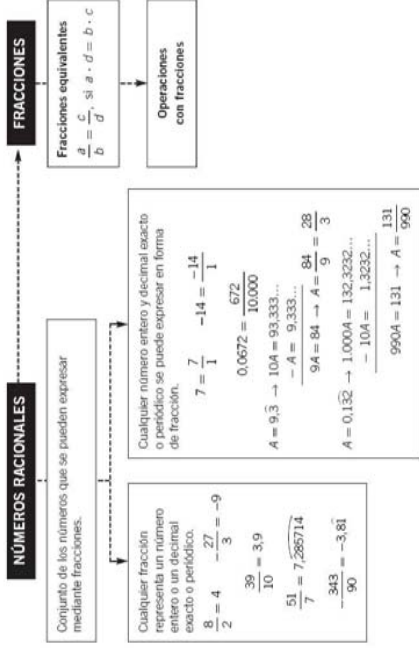 NÚMEROS RACIONALES
FRACCIONES
Conjunto de los números que se pueden expresar
mediante fracciones.
Fracciones equivalentes
a/b = c/d, si a · d = b · c
Operaciones
con fracciones
Cualquier fracción
representa un número
entero o un decimal
exacto o periódico.
8/2 = 4   -27/3 = -9
39/10 = 3,9
51/7 = 7,285714
-343/90 = -3,81
Cualquier número entero y decimal exacto
o periódico se puede expresar en forma
de fracción.
7 = 7/1   -14 = -14/1
0,0672 = 672/10.000
A = 9,3 → 10A = 93,333...
- A = 9,333...
9A = 84 → A = 84/9 = 28/3
A = 0,132 → 1.000A = 132,3232...
- 10A = 1,3232...
990A = 131 → A = 131/990